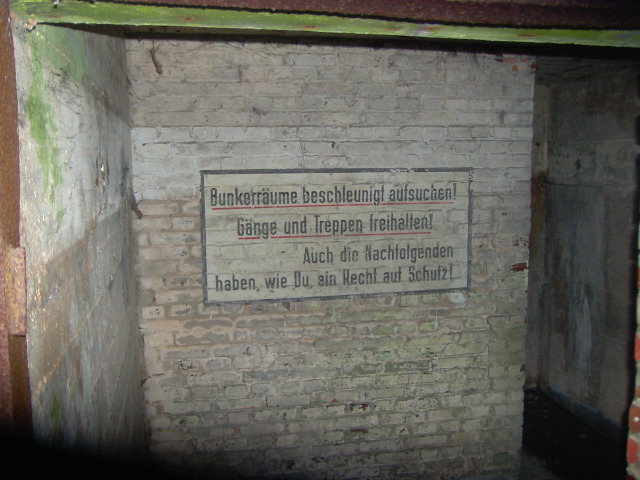 Bunkerräume beschleunigt aufsuchen!
Gänge und Treppen freihalten!
Auch die Nachfolgenden
haben, wie Du, ein Recht auf Schutz!